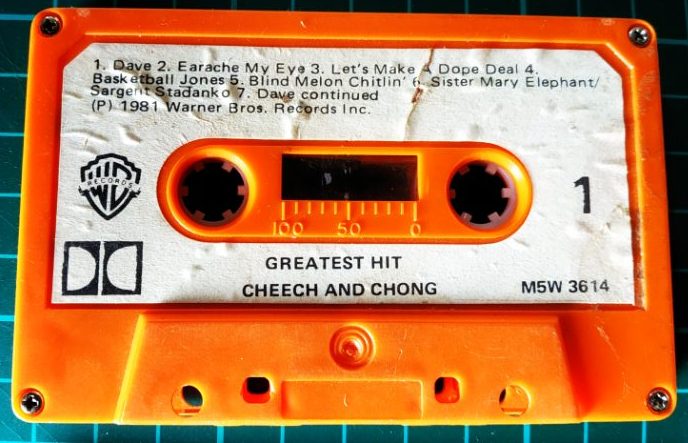 1. Dave 2. Earache My Eye 3. Let's Make A Dope Deal 4.
Basketball Jones 5. Blind Melon Chitlin' 6. Sister Mary Elephant/
Sargent Stadanko 7. Dave continued
(P) 1981 Warner Bros. Records Inc.
WB
RECORDS
1
100 50 0
GREATEST HIT
CHEECH AND CHONG
M5W 3614
1